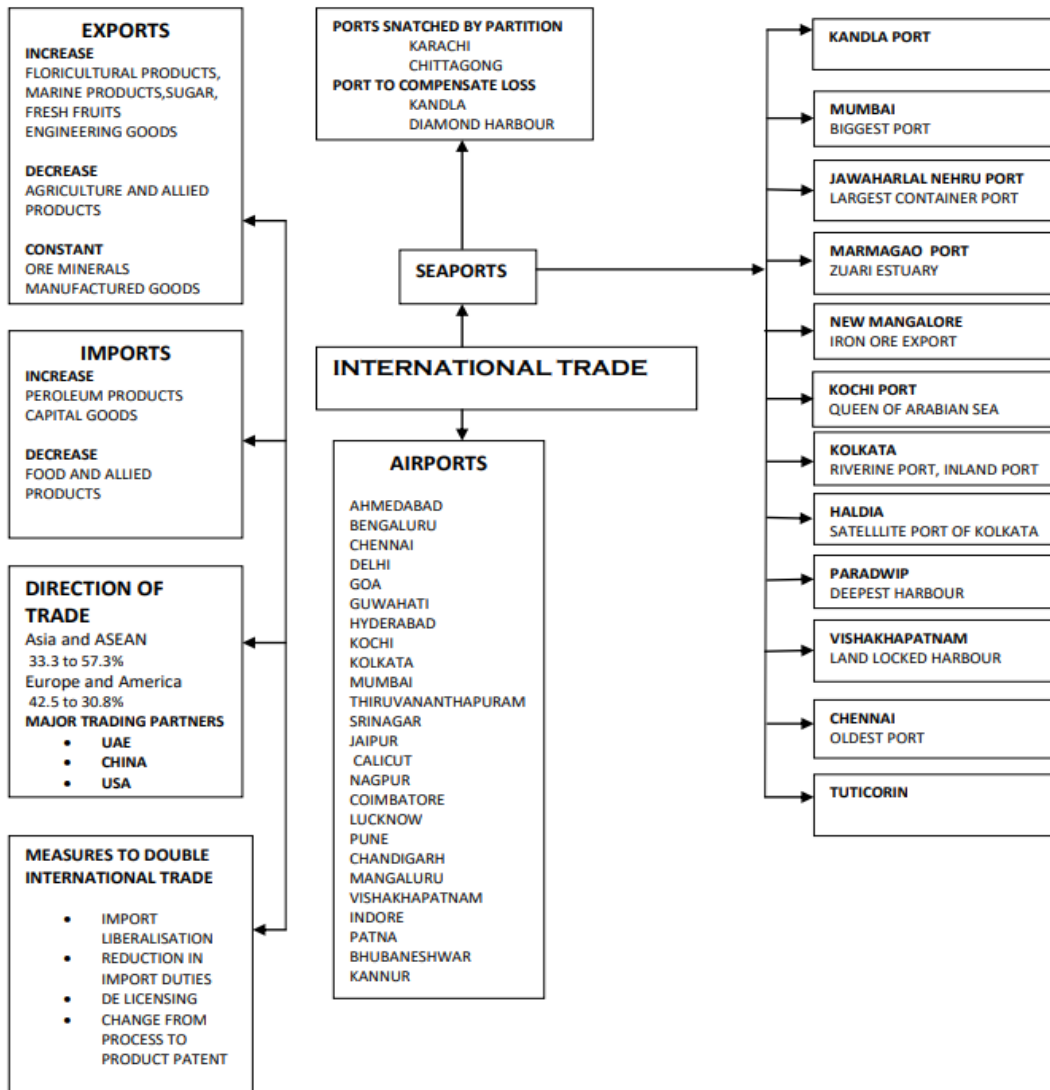 EXPORTS
INCREASE
FLORICULTURAL PRODUCTS,
MARINE PRODUCTS,SUGAR,
FRESH FRUITS
ENGINEERING GOODS
DECREASE
AGRICULTURE AND ALLIED
PRODUCTS
CONSTANT
ORE MINERALS
MANUFACTURED GOODS
IMPORTS
INCREASE
PEROLEUM PRODUCTS
CAPITAL GOODS
DECREASE
FOOD AND ALLIED
PRODUCTS
DIRECTION OF
TRADE
Asia and ASEAN
33.3 to 57.3%
Europe and America
42.5 to 30.8%
MAJOR TRADING PARTNERS
• UAE
• CHINA
• USA
MEASURES TO DOUBLE
INTERNATIONAL TRADE
• IMPORT
LIBERALISATION
• REDUCTION IN
IMPORT DUTIES
• DE LICENSING
• CHANGE FROM
PROCESS TO
PRODUCT PATENT
PORTS SNATCHED BY PARTITION
KARACHI
CHITTAGONG
PORT TO COMPENSATE LOSS
KANDLA
DIAMOND HARBOUR
SEAPORTS
INTERNATIONAL TRADE
AIRPORTS
AHMEDABAD
BENGALURU
CHENNAI
DELHI
GOA
GUWAHATI
HYDERABAD
KOCHI
KOLKATA
MUMBAI
THIRUVANANTHAPURAM
SRINAGAR
JAIPUR
CALICUT
NAGPUR
COIMBATORE
LUCKNOW
PUNE
CHANDIGARH
MANGALURU
VISHAKHAPATNAM
INDORE
PATNA
BHUBANESHWAR
KANNUR
KANDLA PORT
MUMBAI
BIGGEST PORT
JAWAHARLAL NEHRU PORT
LARGEST CONTAINER PORT
MARMAGAO PORT
ZUARI ESTUARY
NEW MANGALORE
IRON ORE EXPORT
KOCHI PORT
QUEEN OF ARABIAN SEA
KOLKATA
RIVERINE PORT, INLAND PORT
HALDIA
SATELLLITE PORT OF KOLKATA
PARADWIP
DEEPEST HARBOUR
VISHAKHAPATNAM
LAND LOCKED HARBOUR
CHENNAI
OLDEST PORT
TUTICORIN